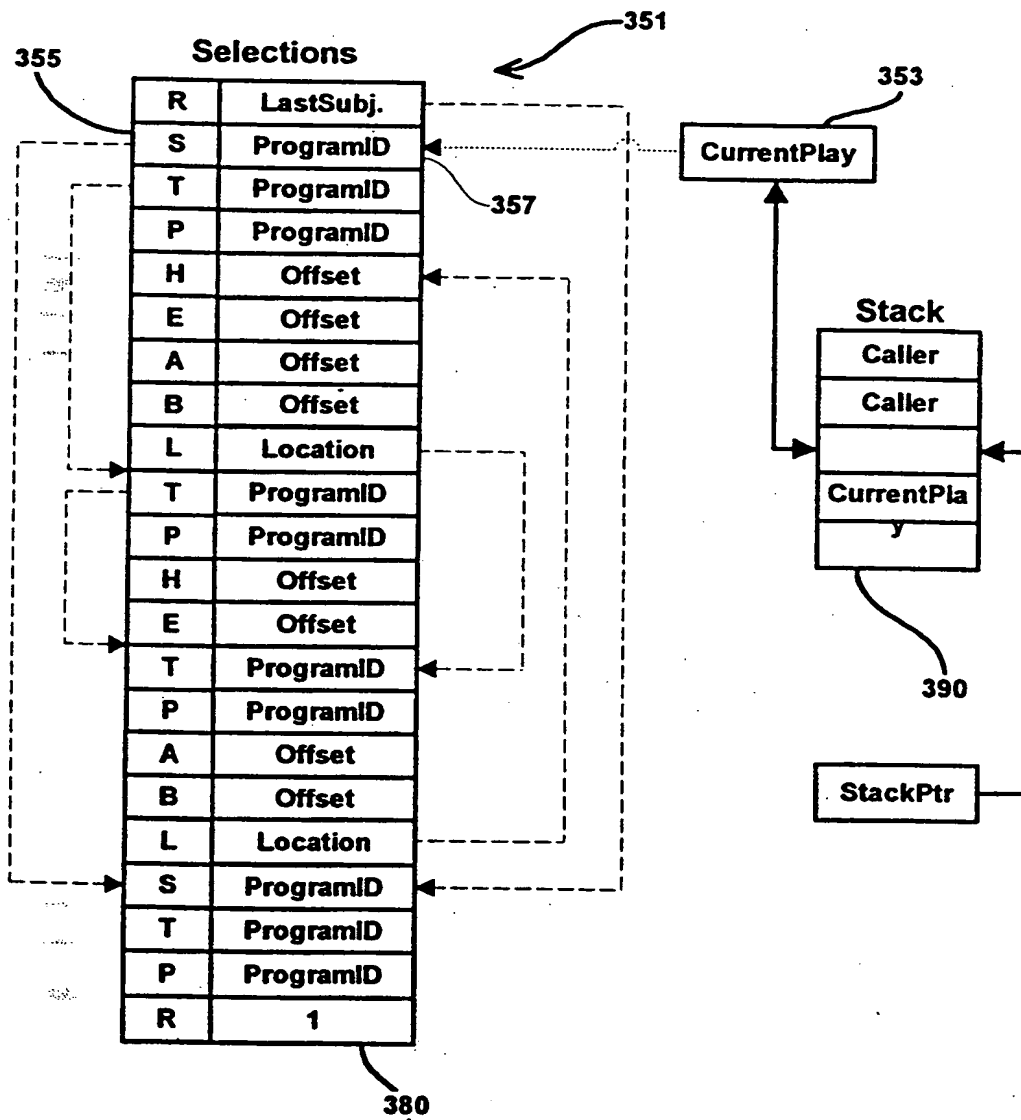 351
355
Selections
353
R LastSubj.
S ProgramID
CurrentPlay
T ProgramID
357
P ProgramID
H Offset
E Offset
Stack
A Offset
Caller
B Offset
Caller
L Location
T ProgramID
CurrentPla
y
P ProgramID
H Offset
E Offset
T ProgramID
390
P ProgramID
A Offset
B Offset
StackPtr
L Location
S ProgramID
T ProgramID
P ProgramID
R 1
380